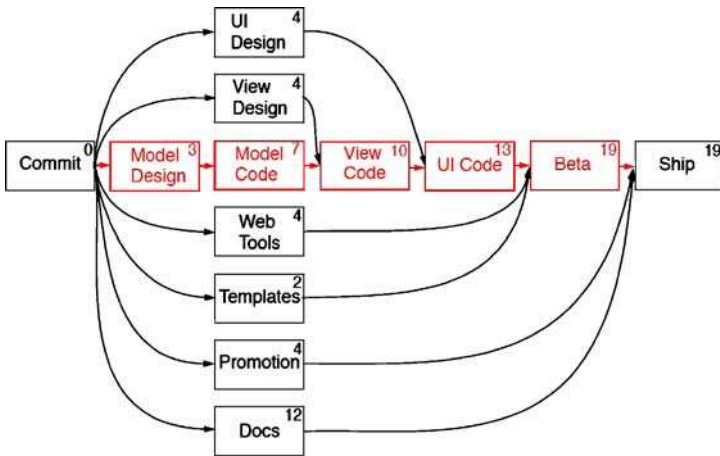 4
UI
Design
4
View
Design
0
Commit
3
Model
Design
7
Model
Code
10
View
Code
13
UI Code
19
Beta
19
Ship
4
Web
Tools
2
Templates
4
Promotion
12
Docs